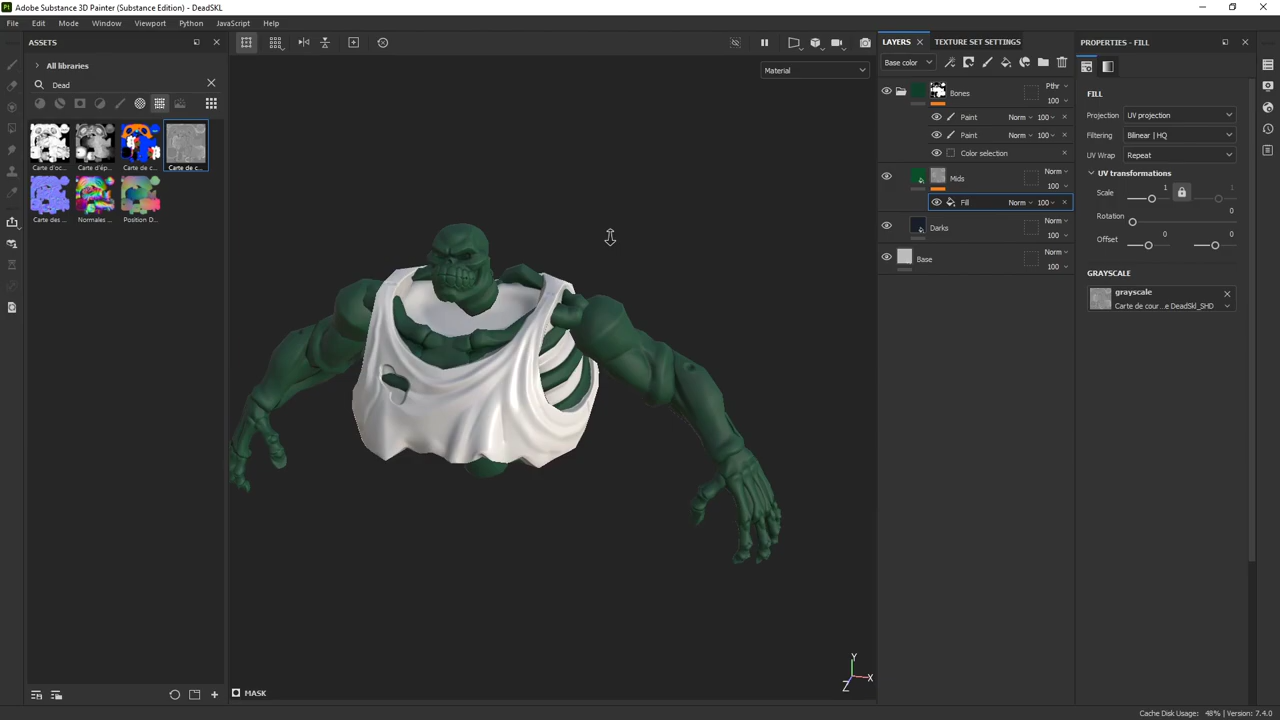 Adobe Substance 3D Painter (Substance Edition) - DeadSKL
File Edit Mode Window Viewport Python JavaScript Help
ASSETS
All libraries
Dead
Carte d'oc...
Carte d'ép...
Carte de c...
Carte de c...
Carte des ...
Normales ...
Position D...
Material
MASK
Y
X
Z
LAYERS
TEXTURE SET SETTINGS
Base color
Bones
Pthr
100
Paint Norm 100
Paint Norm 100
Color selection
Mids
Norm
100
Fill Norm 100
Darks
Norm
100
Base
Norm
100
PROPERTIES - FILL
FILL
Projection UV projection
Filtering Bilinear | HQ
UV Wrap Repeat
UV transformations
Scale 1 1
Rotation 0
Offset 0 0
GRAYSCALE
grayscale
Carte de cour ...e DeadSkl_SHD
Cache Disk Usage: 48% | Version: 7.4.0